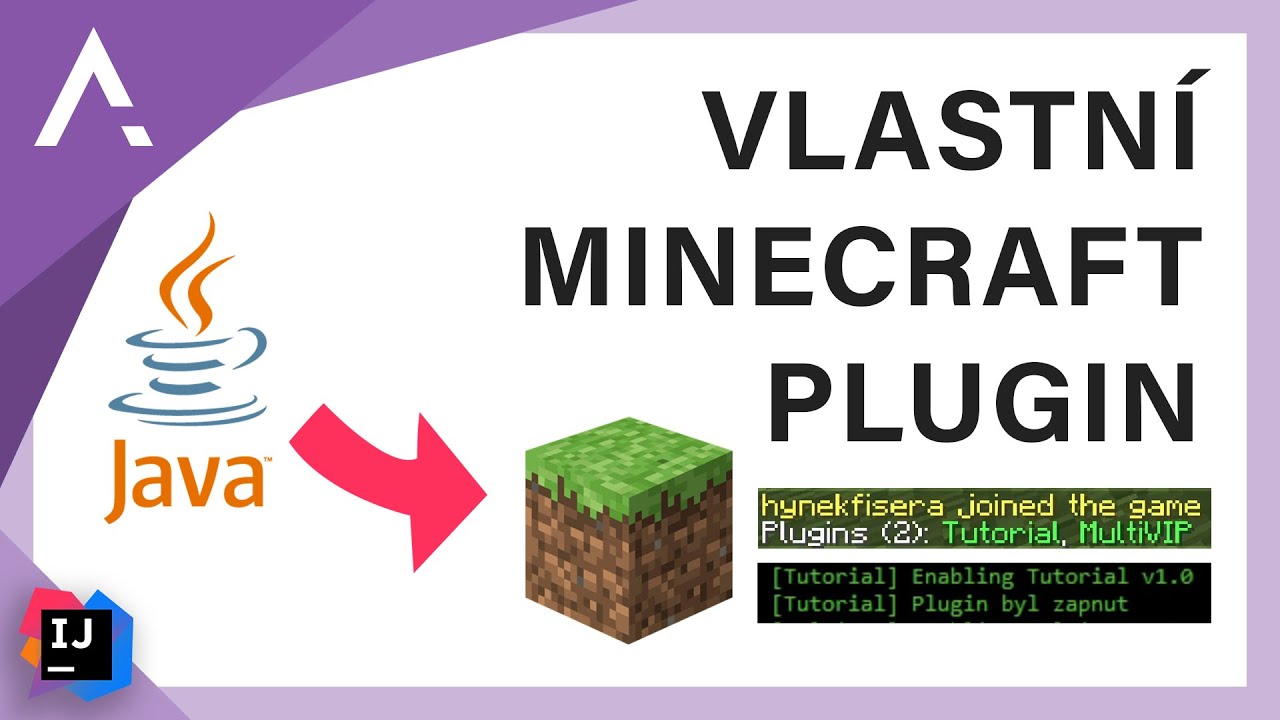 VLASTNÍ
MINECRAFT
PLUGIN
Java™
hynekfisera joined the game
Plugins (2): Tutorial, MultiVIP
[Tutorial] Enabling Tutorial v1.0
[Tutorial] Plugin byl zapnut
IJ